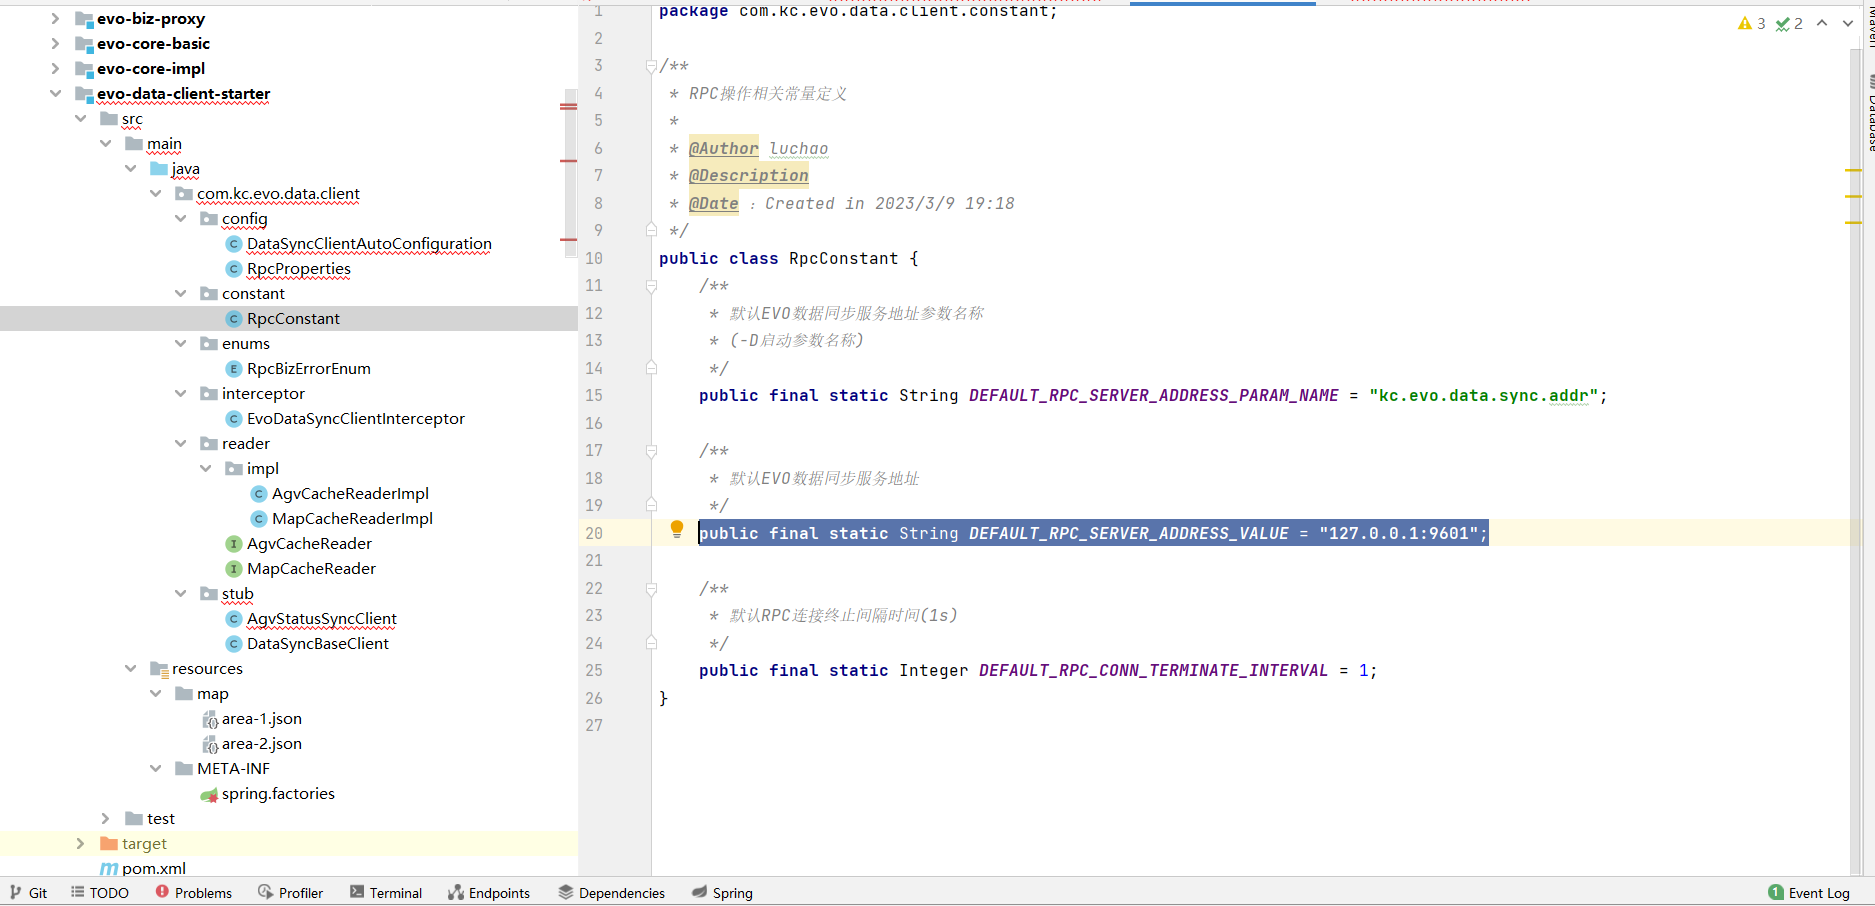 evo-biz-proxy
evo-core-basic
evo-core-impl
evo-data-client-starter
src
main
java
com.kc.evo.data.client
config
DataSyncClientAutoConfiguration
RpcProperties
constant
RpcConstant
enums
RpcBizErrorEnum
interceptor
EvoDataSyncClientInterceptor
reader
impl
AgvCacheReaderImpl
MapCacheReaderImpl
AgvCacheReader
MapCacheReader
stub
AgvStatusSyncClient
DataSyncBaseClient
resources
map
area-1.json
area-2.json
META-INF
spring.factories
test
target
pom.xml
1 package com.kc.evo.data.client.constant;
2
3 /**
4 * RPC操作相关常量定义
5 *
6 * @Author luchao
7 * @Description
8 * @Date : Created in 2023/3/9 19:18
9 */
10 public class RpcConstant {
11 /**
12 * 默认EVO数据同步服务地址参数名称
13 * (-D启动参数名称)
14 */
15 public final static String DEFAULT_RPC_SERVER_ADDRESS_PARAM_NAME = "kc.evo.data.sync.addr";
16
17 /**
18 * 默认EVO数据同步服务地址
19 */
20 public final static String DEFAULT_RPC_SERVER_ADDRESS_VALUE = "127.0.0.1:9601";
21
22 /**
23 * 默认RPC连接终止间隔时间(1s)
24 */
25 public final static Integer DEFAULT_RPC_CONN_TERMINATE_INTERVAL = 1;
26 }
27
3 2
Maven
Database
Git TODO Problems Profiler Terminal Endpoints Dependencies Spring 1 Event Log